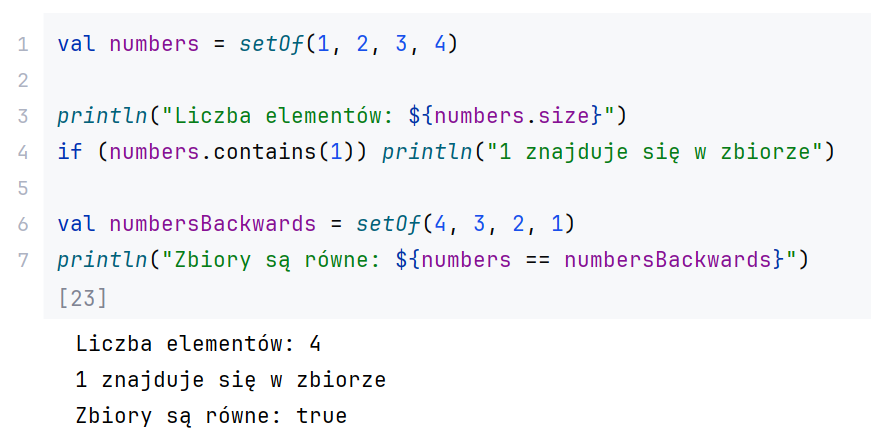 1 val numbers = setOf(1, 2, 3, 4)
2
3 println("Liczba elementów: ${numbers.size}")
4 if (numbers.contains(1)) println("1 znajduje się w zbiorze")
5
6 val numbersBackwards = setOf(4, 3, 2, 1)
7 println("Zbiory są równe: ${numbers == numbersBackwards}")
[23]
Liczba elementów: 4
1 znajduje się w zbiorze
Zbiory są równe: true